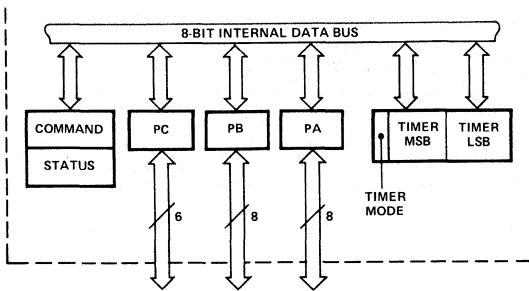 8-BIT INTERNAL DATA BUS
COMMAND
STATUS
PC
PB
PA
TIMER
MSB
TIMER
LSB
TIMER
MODE
6
8
8